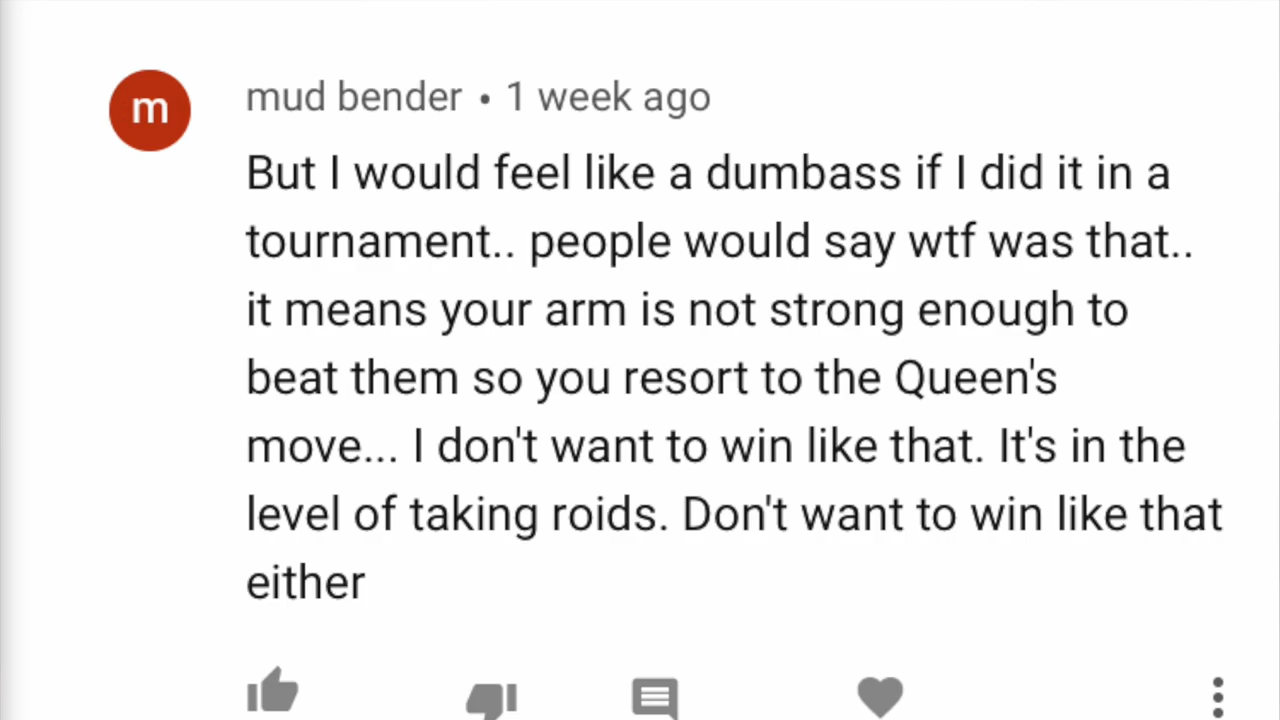 m
mud bender • 1 week ago
But I would feel like a dumbass if I did it in a
tournament.. people would say wtf was that..
it means your arm is not strong enough to
beat them so you resort to the Queen's
move... I don't want to win like that. It's in the
level of taking roids. Don't want to win like that
either